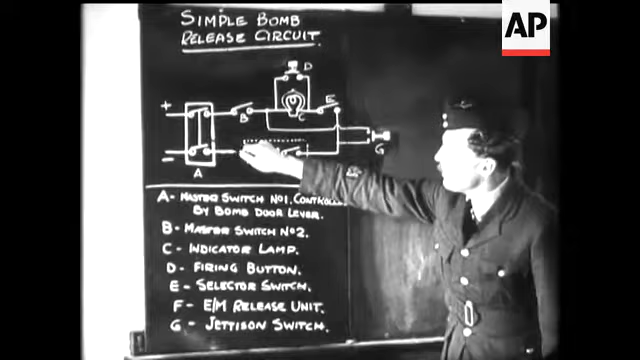 AP
SIMPLE BOMB
RELEASE CIRCUIT.
D
+
E
B
C
G
-
A
A- MASTER SWITCH No1. CONTROLLED
BY BOMB DOOR LEVER.
B- MASTER SWITCH No2.
C - INDICATOR LAMP.
D - FIRING BUTTON.
E - SELECTOR SWITCH.
F - E/M RELEASE UNIT.
G - JETTISON SWITCH.